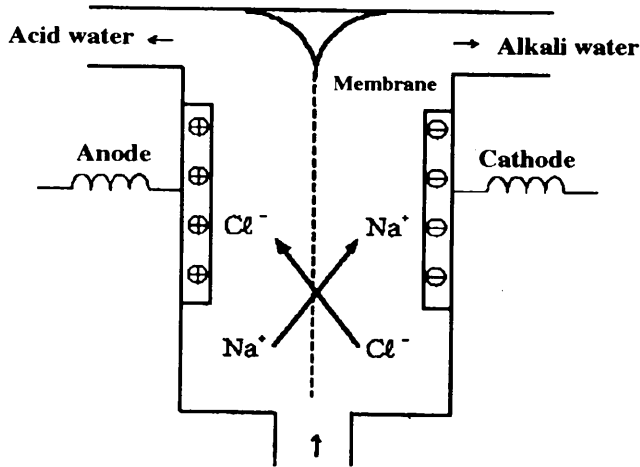 Acid water ← → Alkali water
Membrane
Anode Cathode
⊕ ⊖
⊕ ⊖
⊕ ⊖
⊕ ⊖
Cℓ⁻ Na⁺
Na⁺ Cℓ⁻
↑